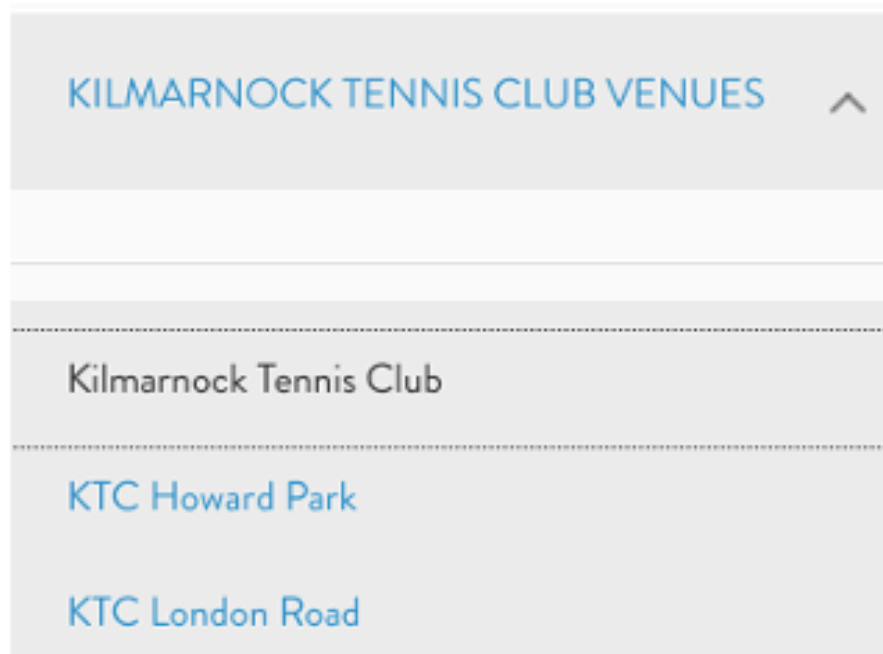 KILMARNOCK TENNIS CLUB VENUES
Kilmarnock Tennis Club
KTC Howard Park
KTC London Road